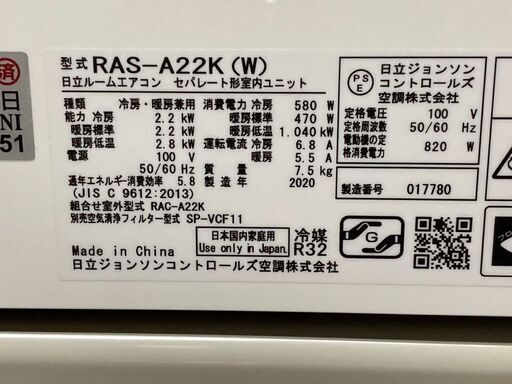 型式 RAS-A22K(W)
日立ルームエアコン セパレート形室内ユニット
種類 冷房・暖房兼用 消費電力 冷房 580 W
能力 冷房 2.2 kW 暖房標準 470 W
暖房標準 2.2 kW 暖房低温 1.040 kW
暖房低温 2.8 kW 運転電流 冷房 6.8 A
電源 100 V 暖房 5.5 A
50/60 Hz 質量 7.5 kg
通年エネルギー消費効率 5.8 製造年 2020
(JIS C 9612:2013)
組合せ室外型式 RAC-A22K
別売空気清浄フィルター型式 SP-VCF11
Made in China
日本国内家庭用
Use only in Japan.
冷媒
R32
日立ジョンソンコントロールズ空調株式会社
PS
E
日立ジョンソン
コントロールズ
空調株式会社
定格電圧 100 V
定格周波数 50/60 Hz
電動機の定
格消費電力 820 W
製造番号 017780
G
済
日
NI
51